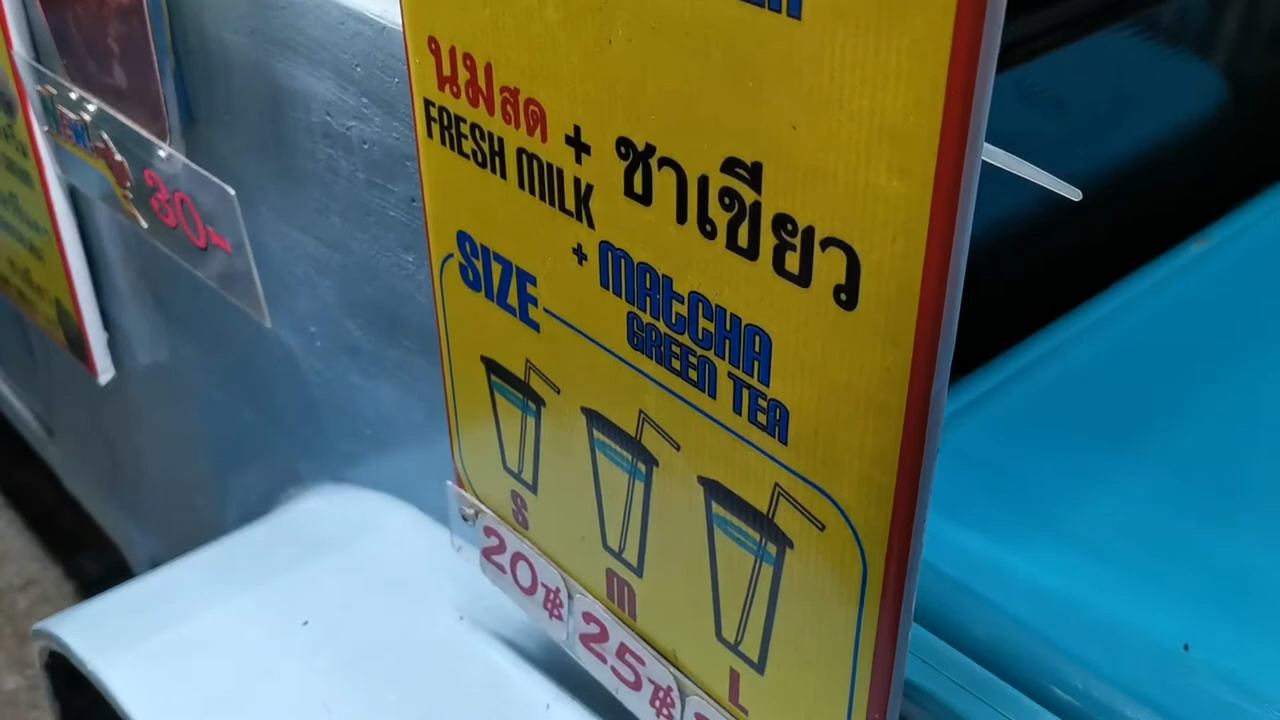 นมสด + ชาเขียว
FRESH MILK
+ MATCHA
GREEN TEA
SIZE
S
M
L
20฿
25฿
NEW!
30.-